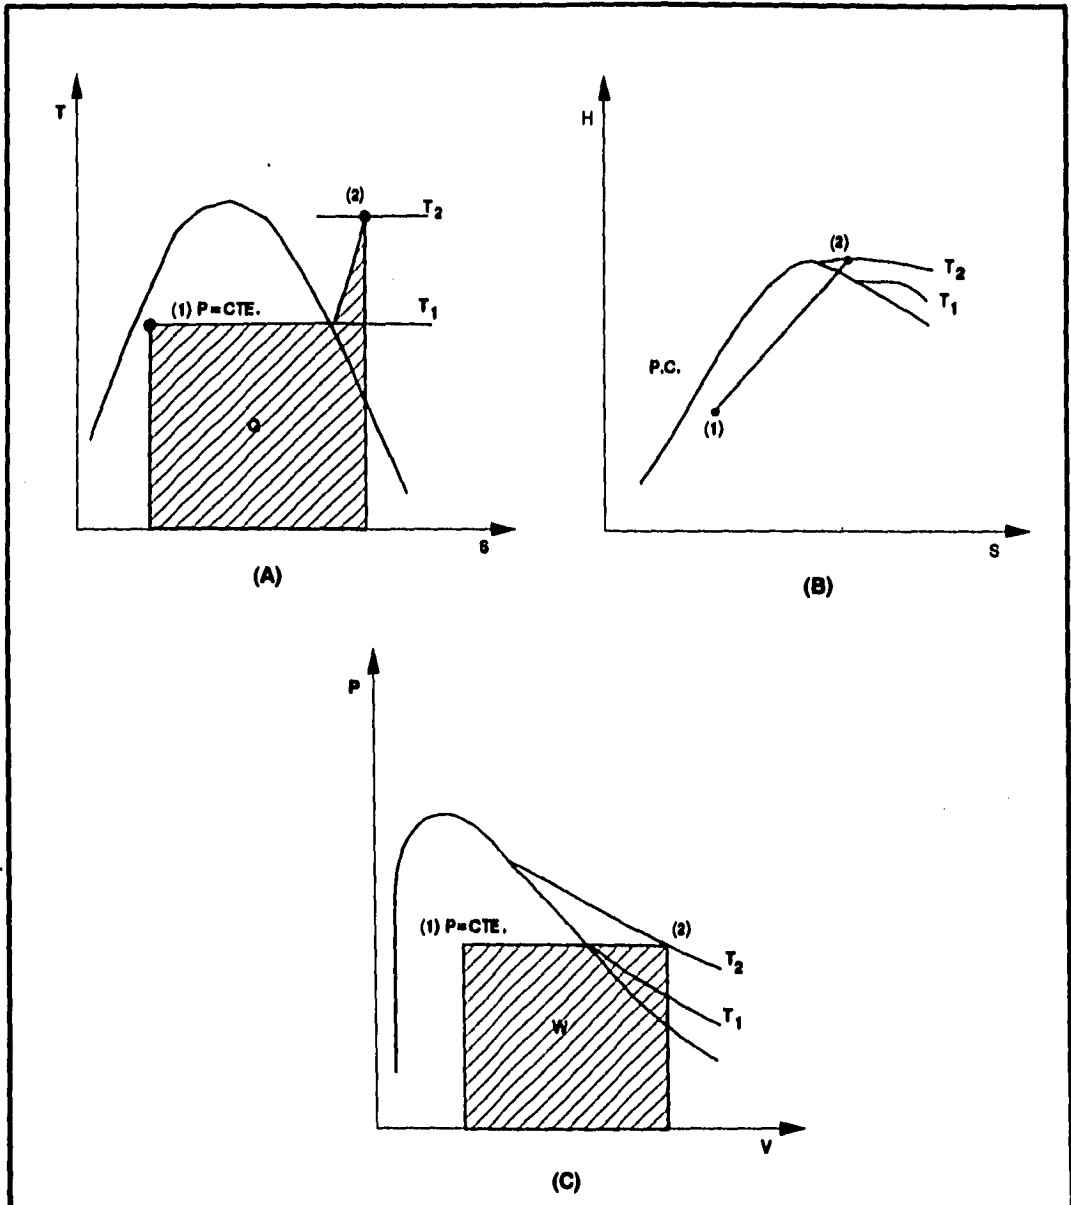 T
(2)
T2
(1) P=CTE.
T1
Q
S
(A)
H
(2)
T2
T1
P.C.
(1)
S
(B)
P
(1) P=CTE.
(2)
T2
W
T1
V
(C)